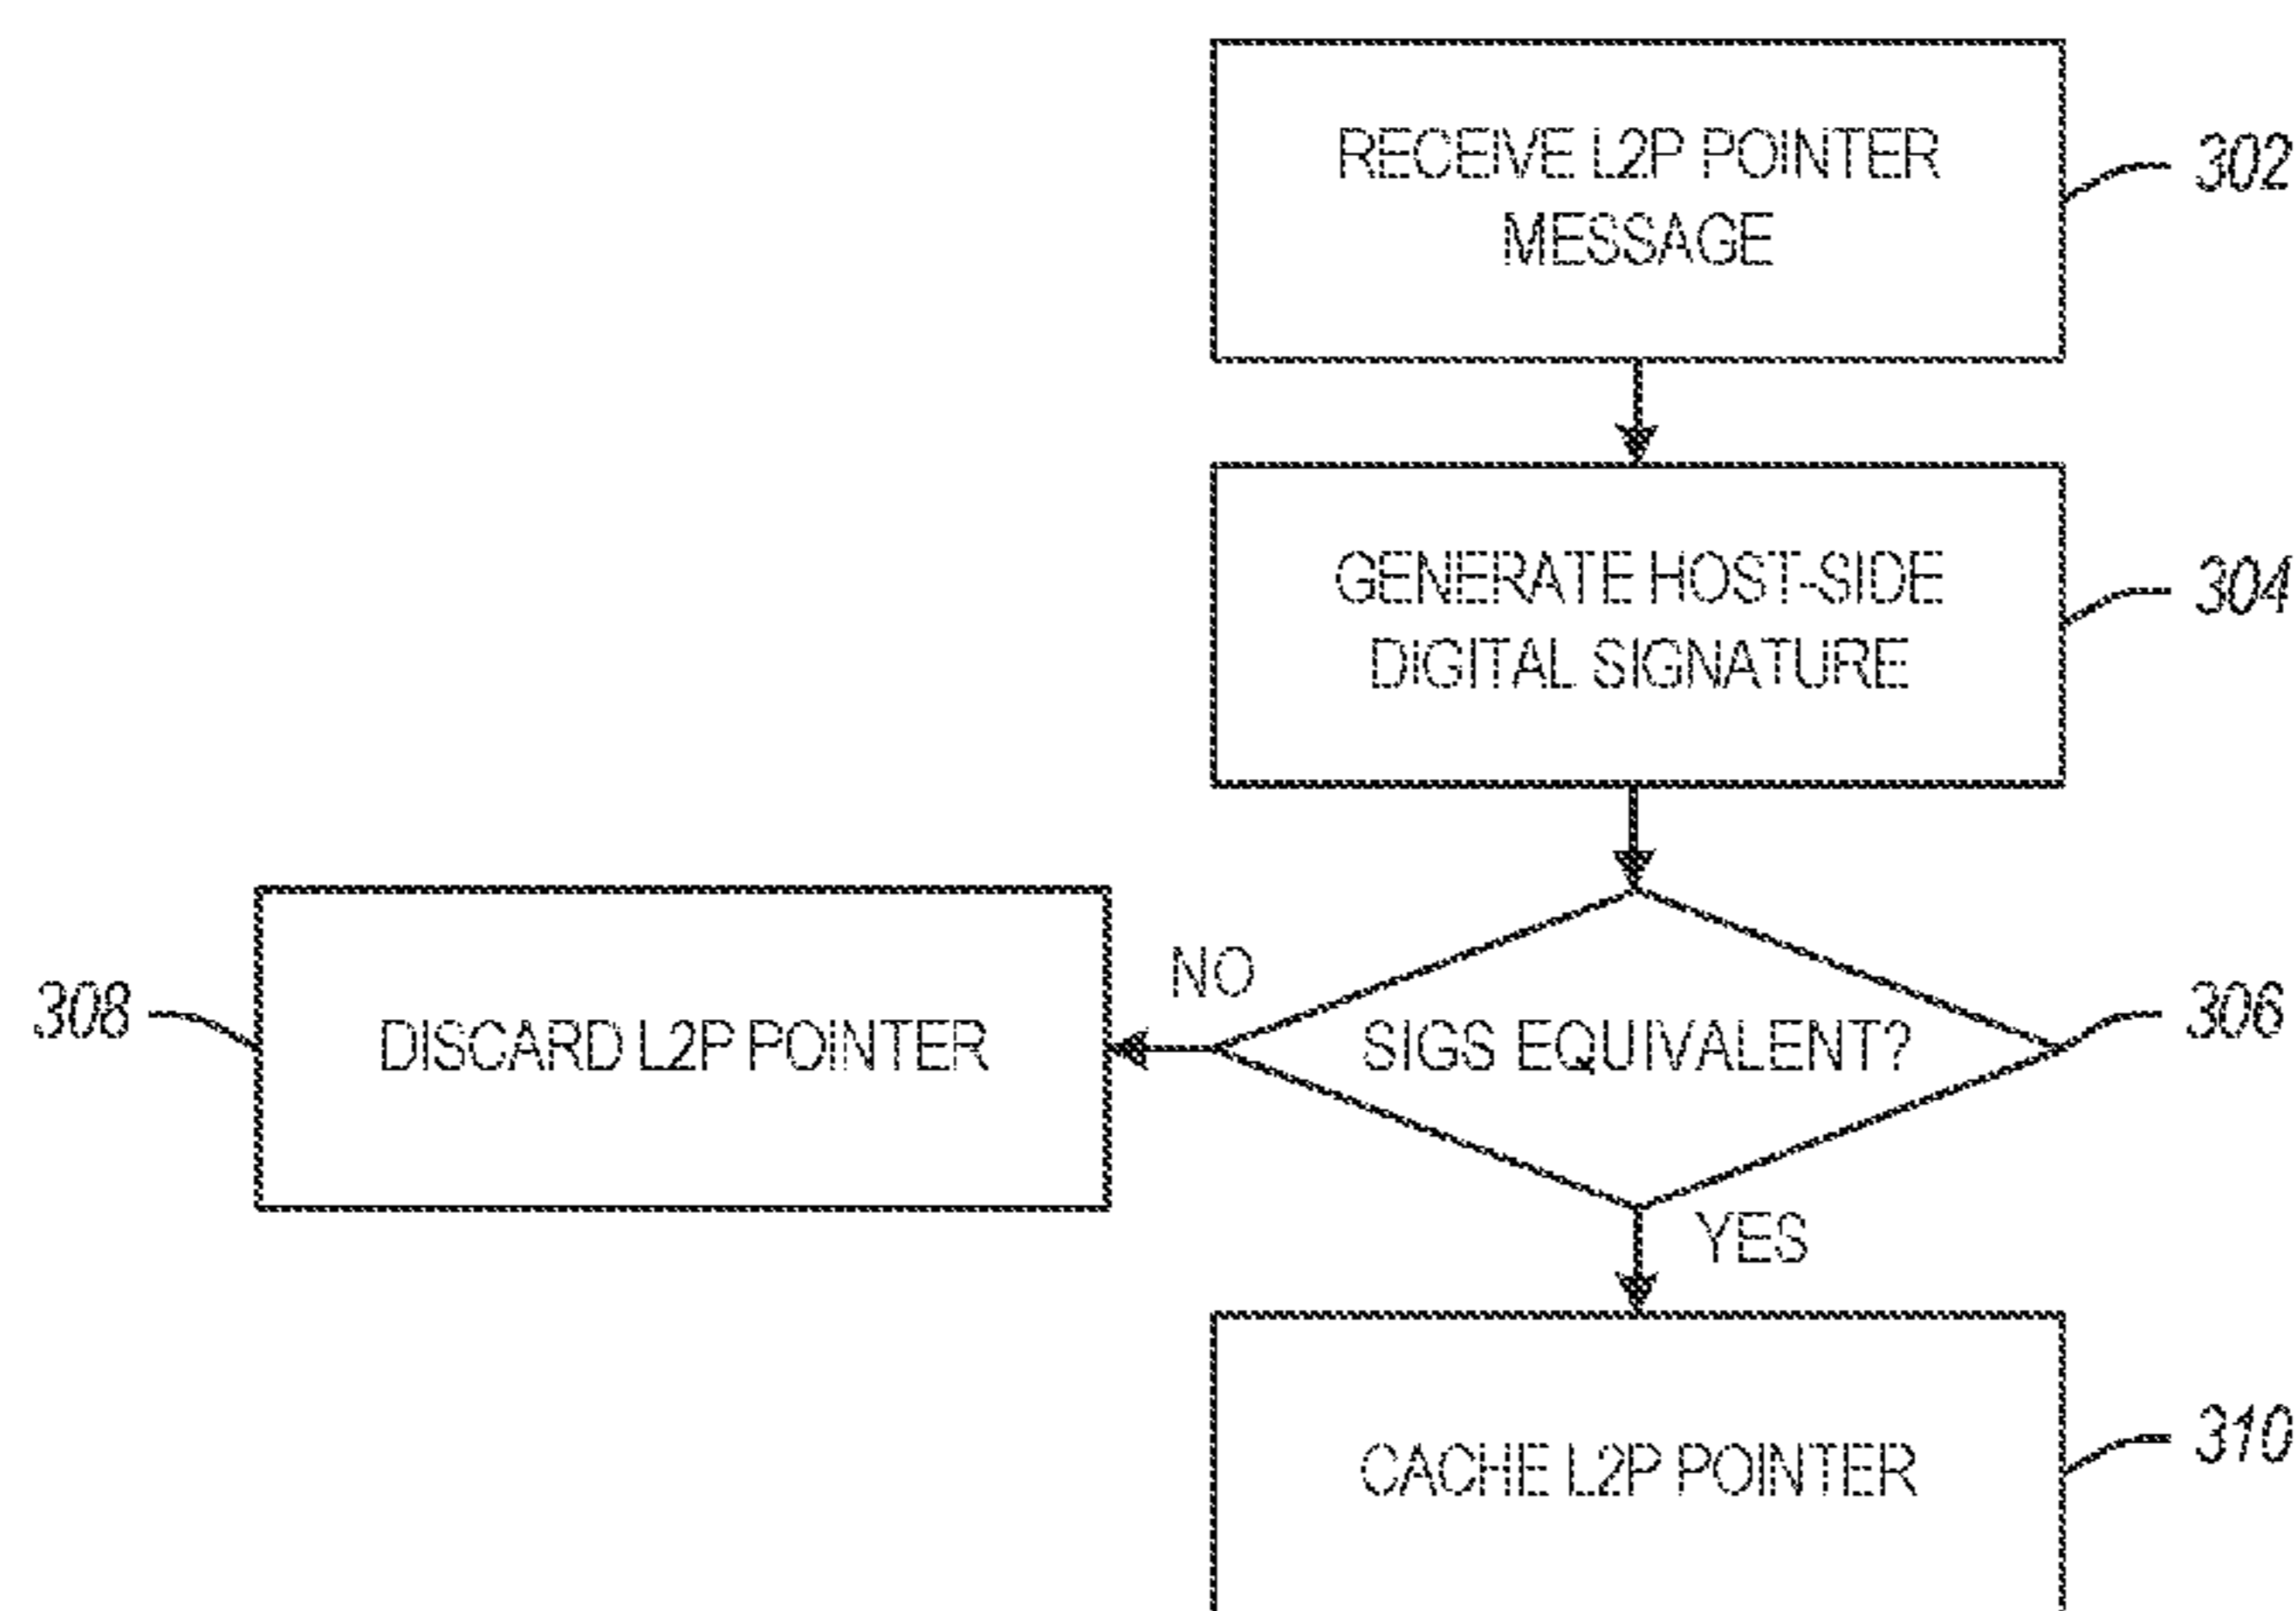 RECEIVE L2P POINTER
MESSAGE
302
GENERATE HOST-SIDE
DIGITAL SIGNATURE
304
NO
308
DISCARD L2P POINTER
SIGS EQUIVALENT?
306
YES
CACHE L2P POINTER
310